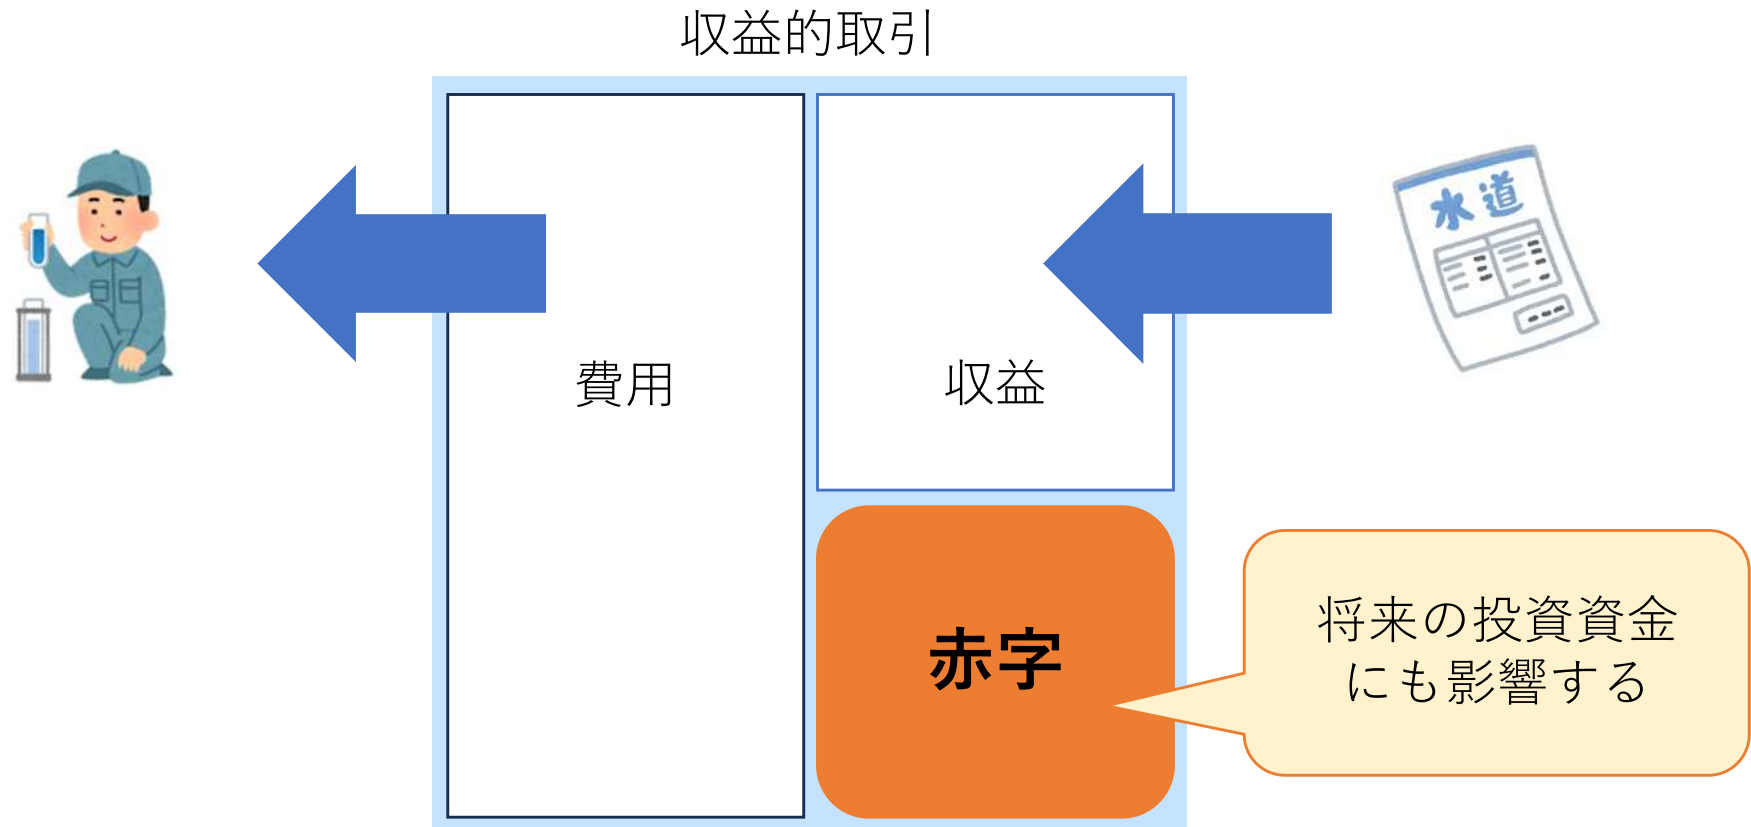 収益的取引
費用
収益
水道
赤字
将来の投資資金
にも影響する